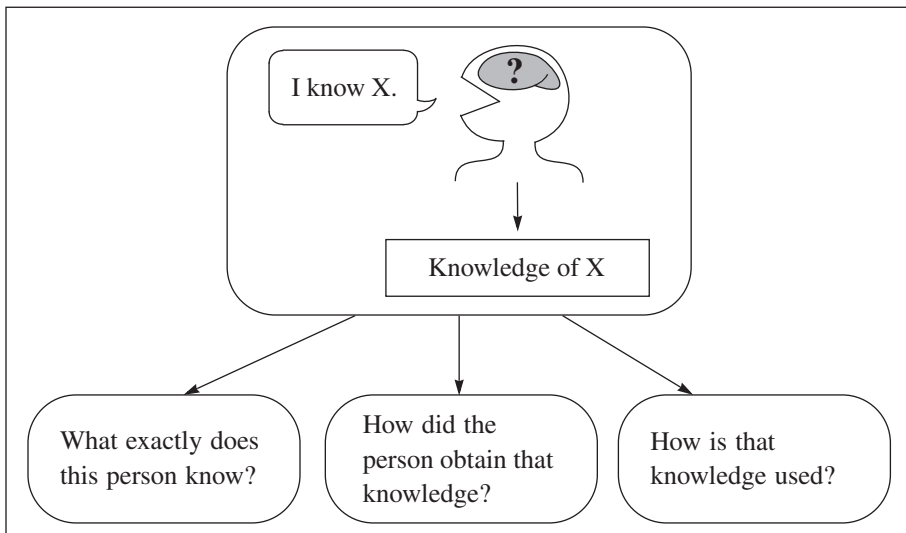 I know X.
?
Knowledge of X
What exactly does
this person know?
How did the
person obtain that
knowledge?
How is that
knowledge used?